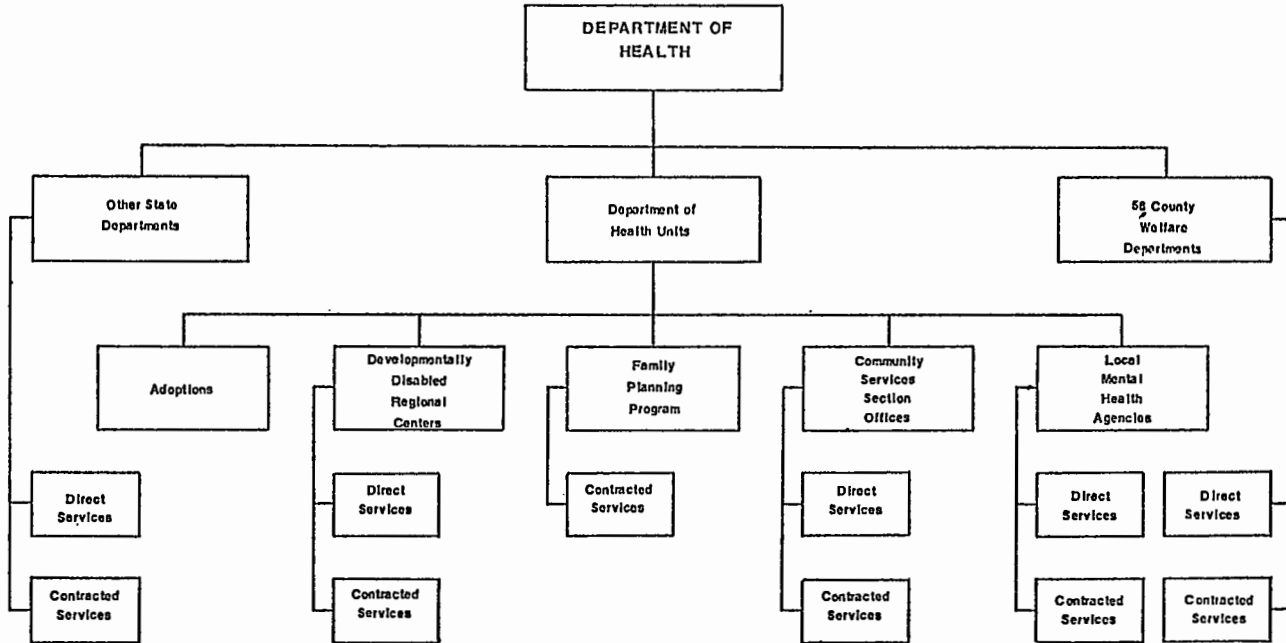 DEPARTMENT OF
HEALTH
Other State
Departments
Department of
Health Units
County
Welfare
Departments
Adoptions
Developmentally
Disabled
Regional
Centers
Family
Planning
Program
Community
Services
Section
Offices
Local
Mental
Health
Agencies
Direct
Services
Direct
Services
Contracted
Services
Direct
Services
Direct
Services
Direct
Services
Contracted
Services
Contracted
Services
Contracted
Services
Contracted
Services
Contracted
Services